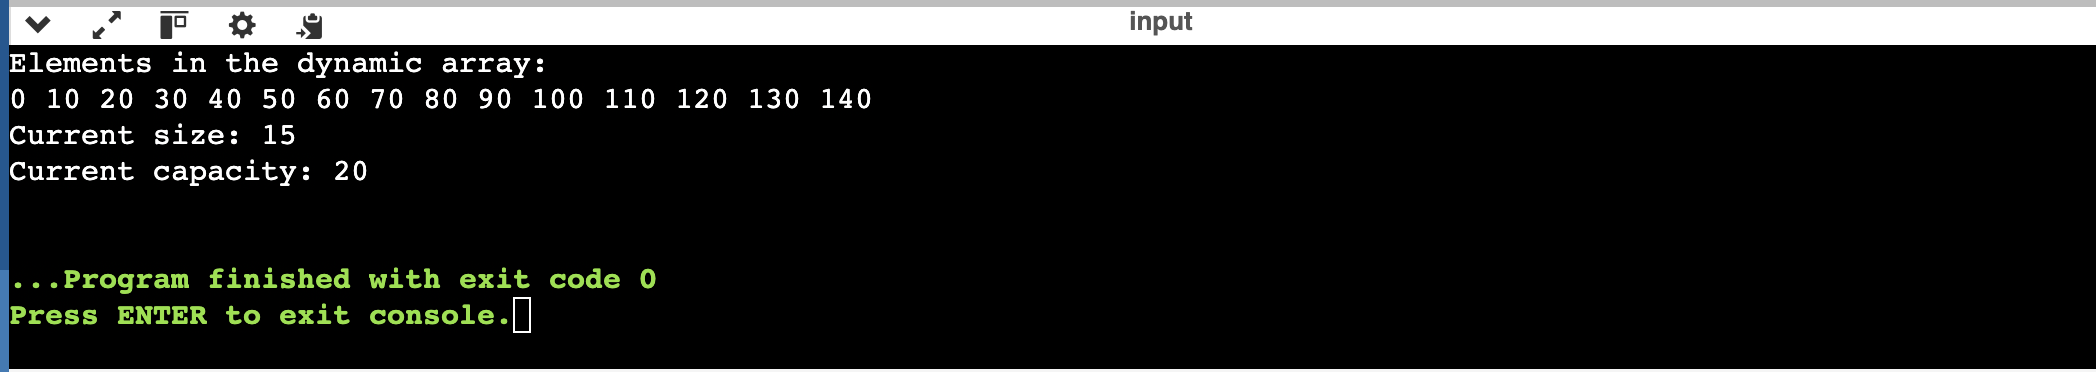 input
Elements in the dynamic array:
0 10 20 30 40 50 60 70 80 90 100 110 120 130 140
Current size: 15
Current capacity: 20
...Program finished with exit code 0
Press ENTER to exit console.